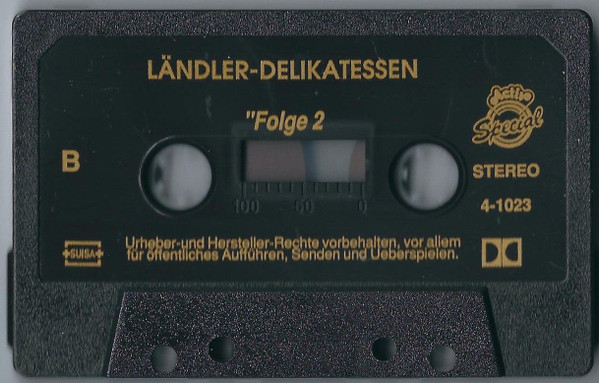 LÄNDLER-DELIKATESSEN
"Folge 2
Active
Special
B
STEREO
100 50 0
4-1023
SUISA
Urheber-und Hersteller-Rechte vorbehalten, vor allem
für öffentliches Aufführen, Senden und Ueberspielen.